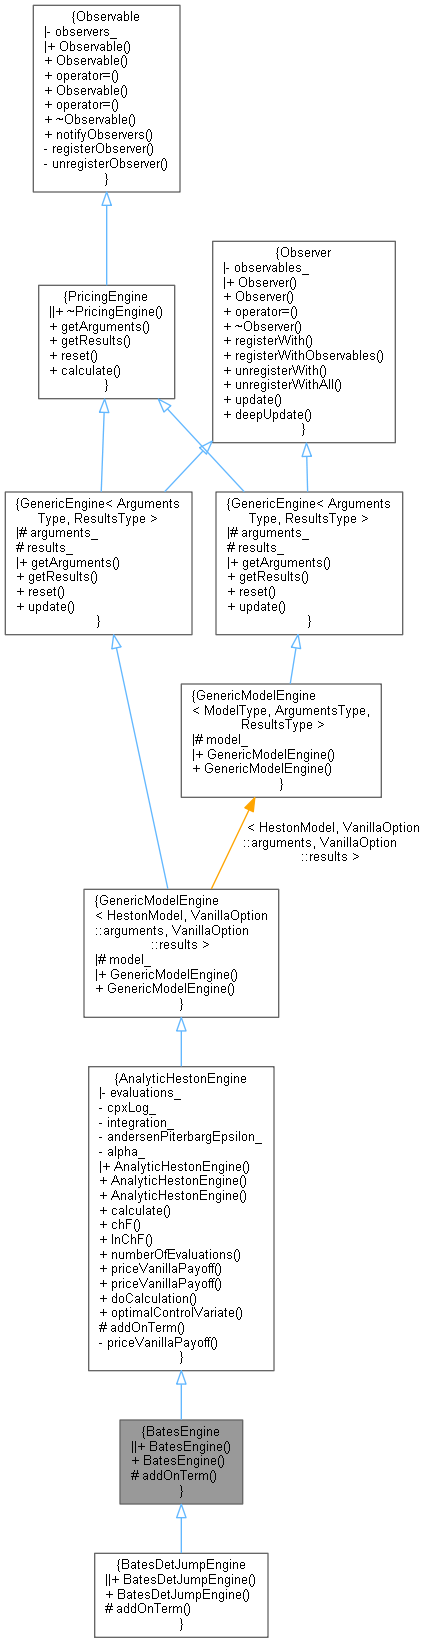 {Observable
|- observers_
|+ Observable()
+ Observable()
+ operator=()
+ Observable()
+ operator=()
+ ~Observable()
+ notifyObservers()
- registerObserver()
- unregisterObserver()
}
{Observer
|- observables_
|+ Observer()
+ Observer()
+ operator=()
+ ~Observer()
+ registerWith()
+ registerWithObservables()
+ unregisterWith()
+ unregisterWithAll()
+ update()
+ deepUpdate()
}
{PricingEngine
||+ ~PricingEngine()
+ getArguments()
+ getResults()
+ reset()
+ calculate()
}
{GenericEngine< Arguments
Type, ResultsType >
|# arguments_
# results_
|+ getArguments()
+ getResults()
+ reset()
+ update()
}
{GenericEngine< Arguments
Type, ResultsType >
|# arguments_
# results_
|+ getArguments()
+ getResults()
+ reset()
+ update()
}
{GenericModelEngine
< ModelType, ArgumentsType,
ResultsType >
|# model_
|+ GenericModelEngine()
+ GenericModelEngine()
}
< HestonModel, VanillaOption
::arguments, VanillaOption
::results >
{GenericModelEngine
< HestonModel, VanillaOption
::arguments, VanillaOption
::results >
|# model_
|+ GenericModelEngine()
+ GenericModelEngine()
}
{AnalyticHestonEngine
|- evaluations_
- cpxLog_
- integration_
- andersenPiterbargEpsilon_
- alpha_
|+ AnalyticHestonEngine()
+ AnalyticHestonEngine()
+ AnalyticHestonEngine()
+ calculate()
+ chF()
+ lnChF()
+ numberOfEvaluations()
+ priceVanillaPayoff()
+ priceVanillaPayoff()
+ doCalculation()
+ optimalControlVariate()
# addOnTerm()
- priceVanillaPayoff()
}
{BatesEngine
||+ BatesEngine()
+ BatesEngine()
# addOnTerm()
}
{BatesDetJumpEngine
||+ BatesDetJumpEngine()
+ BatesDetJumpEngine()
# addOnTerm()
}